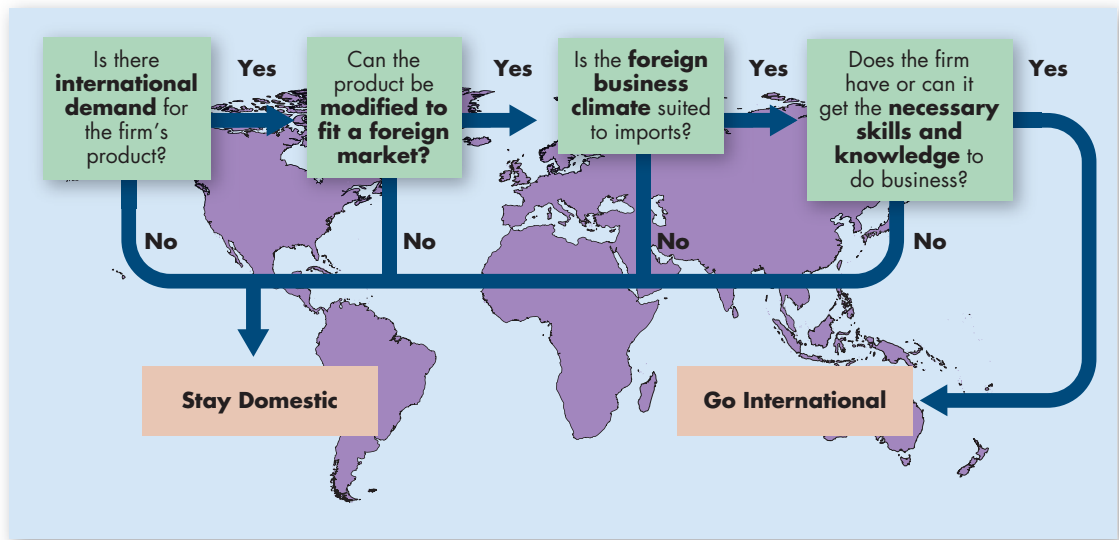 Is there
international
demand for
the firm's
product?
Yes
Can the
product be
modified to
fit a foreign
market?
Yes
Is the foreign
business
climate suited
to imports?
Yes
Does the firm
have or can it
get the necessary
skills and
knowledge to
do business?
Yes
No
No
No
No
Stay Domestic
Go International